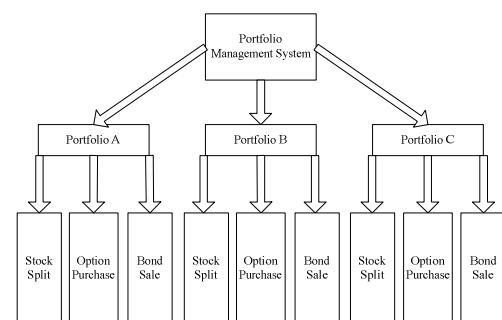 Portfolio
Management System
Portfolio A
Portfolio B
Portfolio C
Stock
Split
Option
Purchase
Bond
Sale
Stock
Split
Option
Purchase
Bond
Sale
Stock
Split
Option
Purchase
Bond
Sale